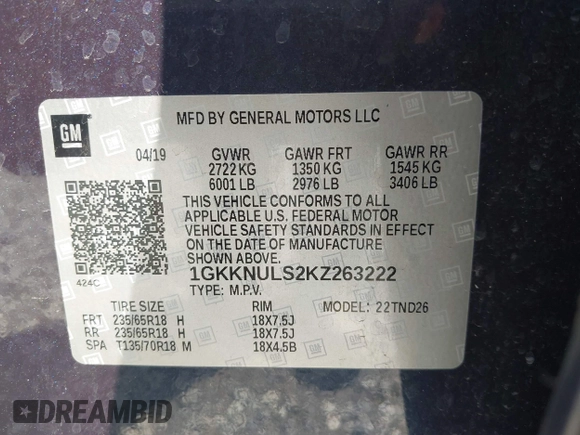 GM
MFD BY GENERAL MOTORS LLC
04/19 GVWR GAWR FRT GAWR RR
2722 KG 1350 KG 1545 KG
6001 LB 2976 LB 3406 LB
THIS VEHICLE CONFORMS TO ALL
APPLICABLE U.S. FEDERAL MOTOR
VEHICLE SAFETY STANDARDS IN EFFECT
ON THE DATE OF MANUFACTURE
SHOWN ABOVE.
424C 1GKKNULS2KZ263222
TYPE: M.P.V.
TIRE SIZE RIM MODEL: 22TND26
FRT 235/65R18 H 18X7.5J
RR 235/65R18 H 18X7.5J
SPA T135/70R18 M 18X4.5B
DREAMBID